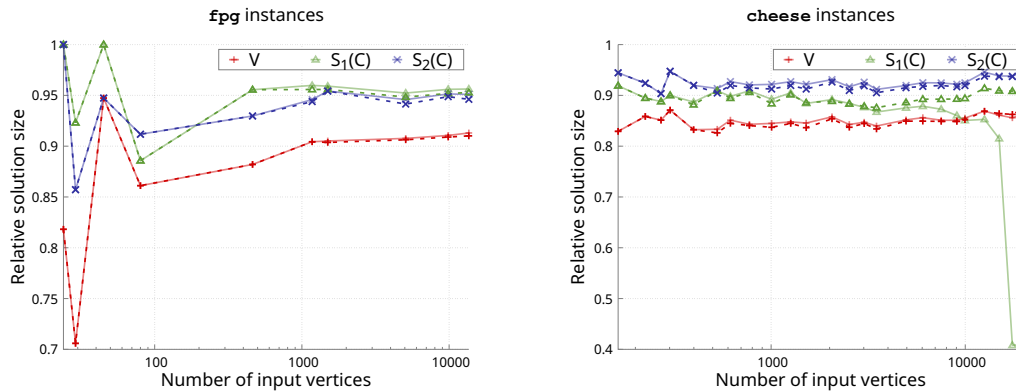 fpg instances
V S₁(C) S₂(C)
1
0.95
0.9
0.85
0.8
0.75
0.7
Relative solution size
100 1000 10000
Number of input vertices
cheese instances
V S₁(C) S₂(C)
1
0.9
0.8
0.7
0.6
0.5
0.4
Relative solution size
1000 10000
Number of input vertices